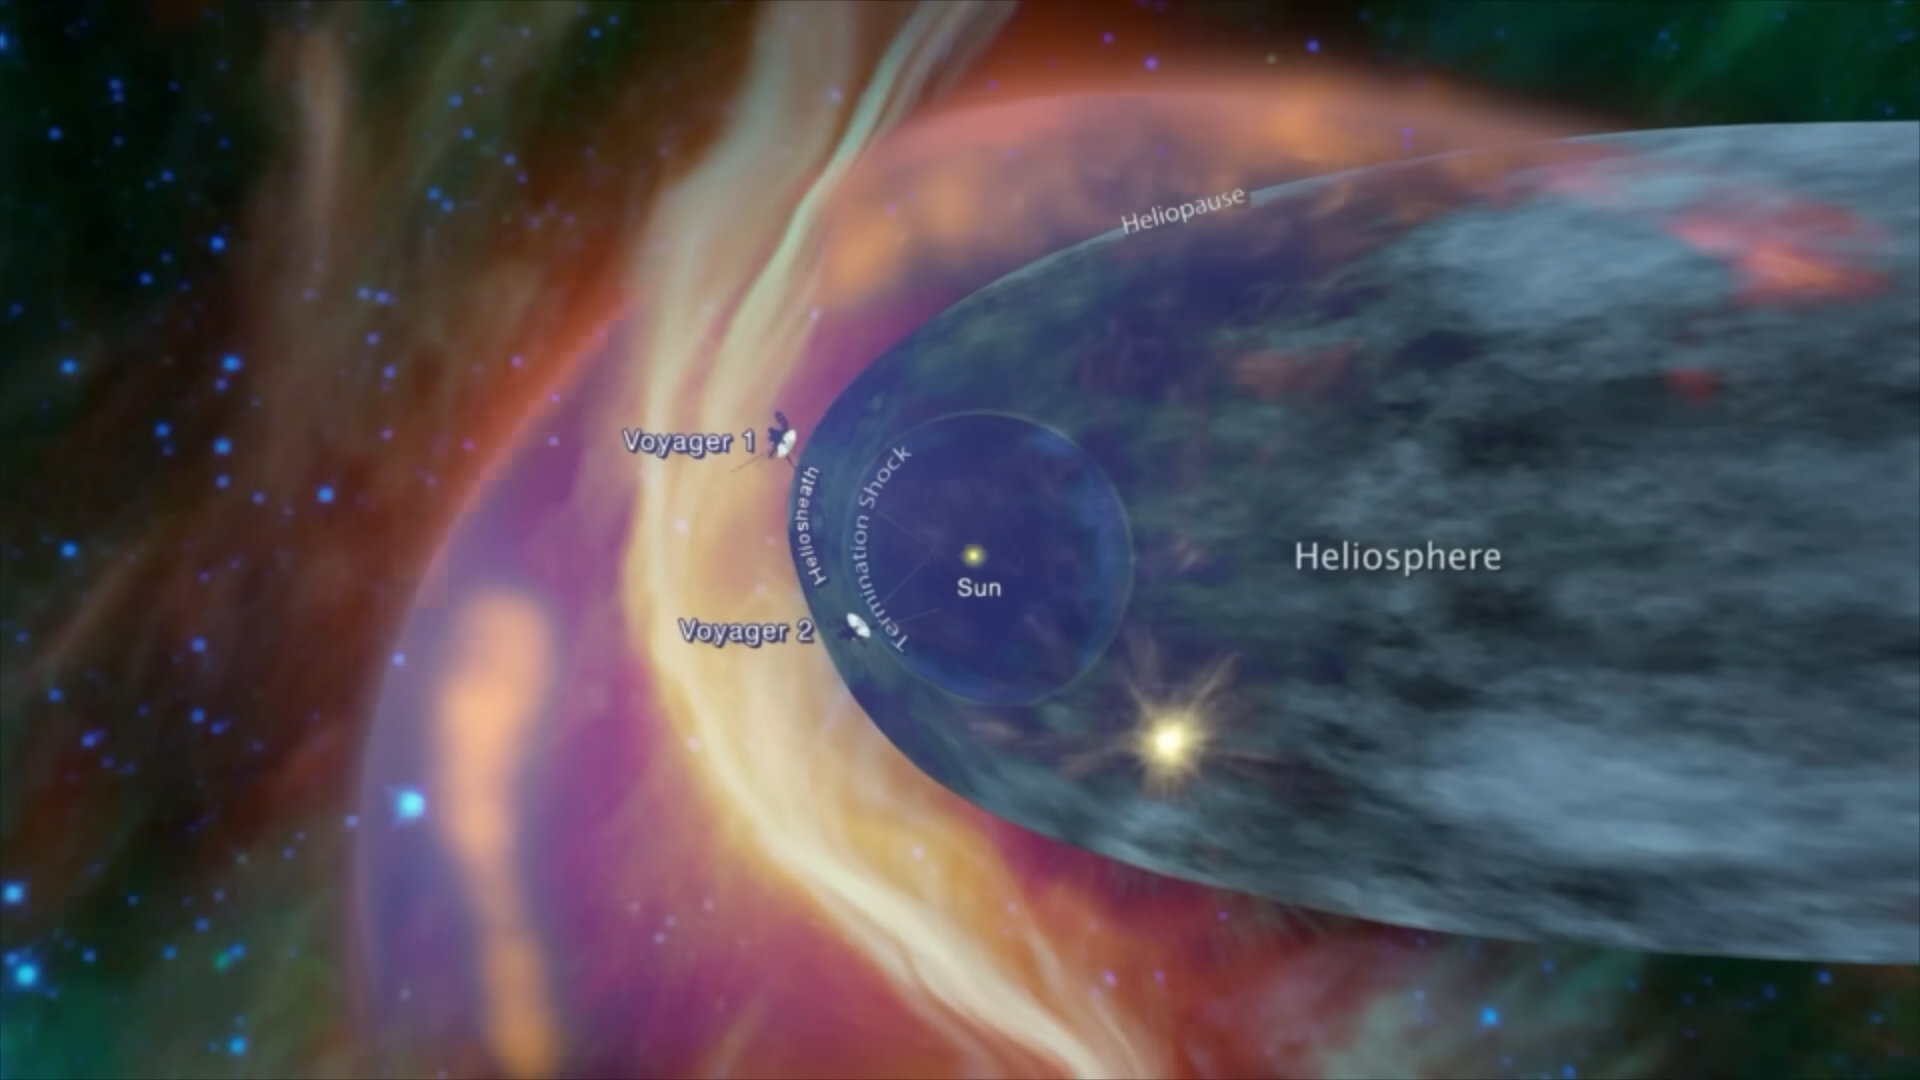 Heliopause
Voyager 1
Heliosheath
Termination Shock
Heliosphere
Sun
Voyager 2